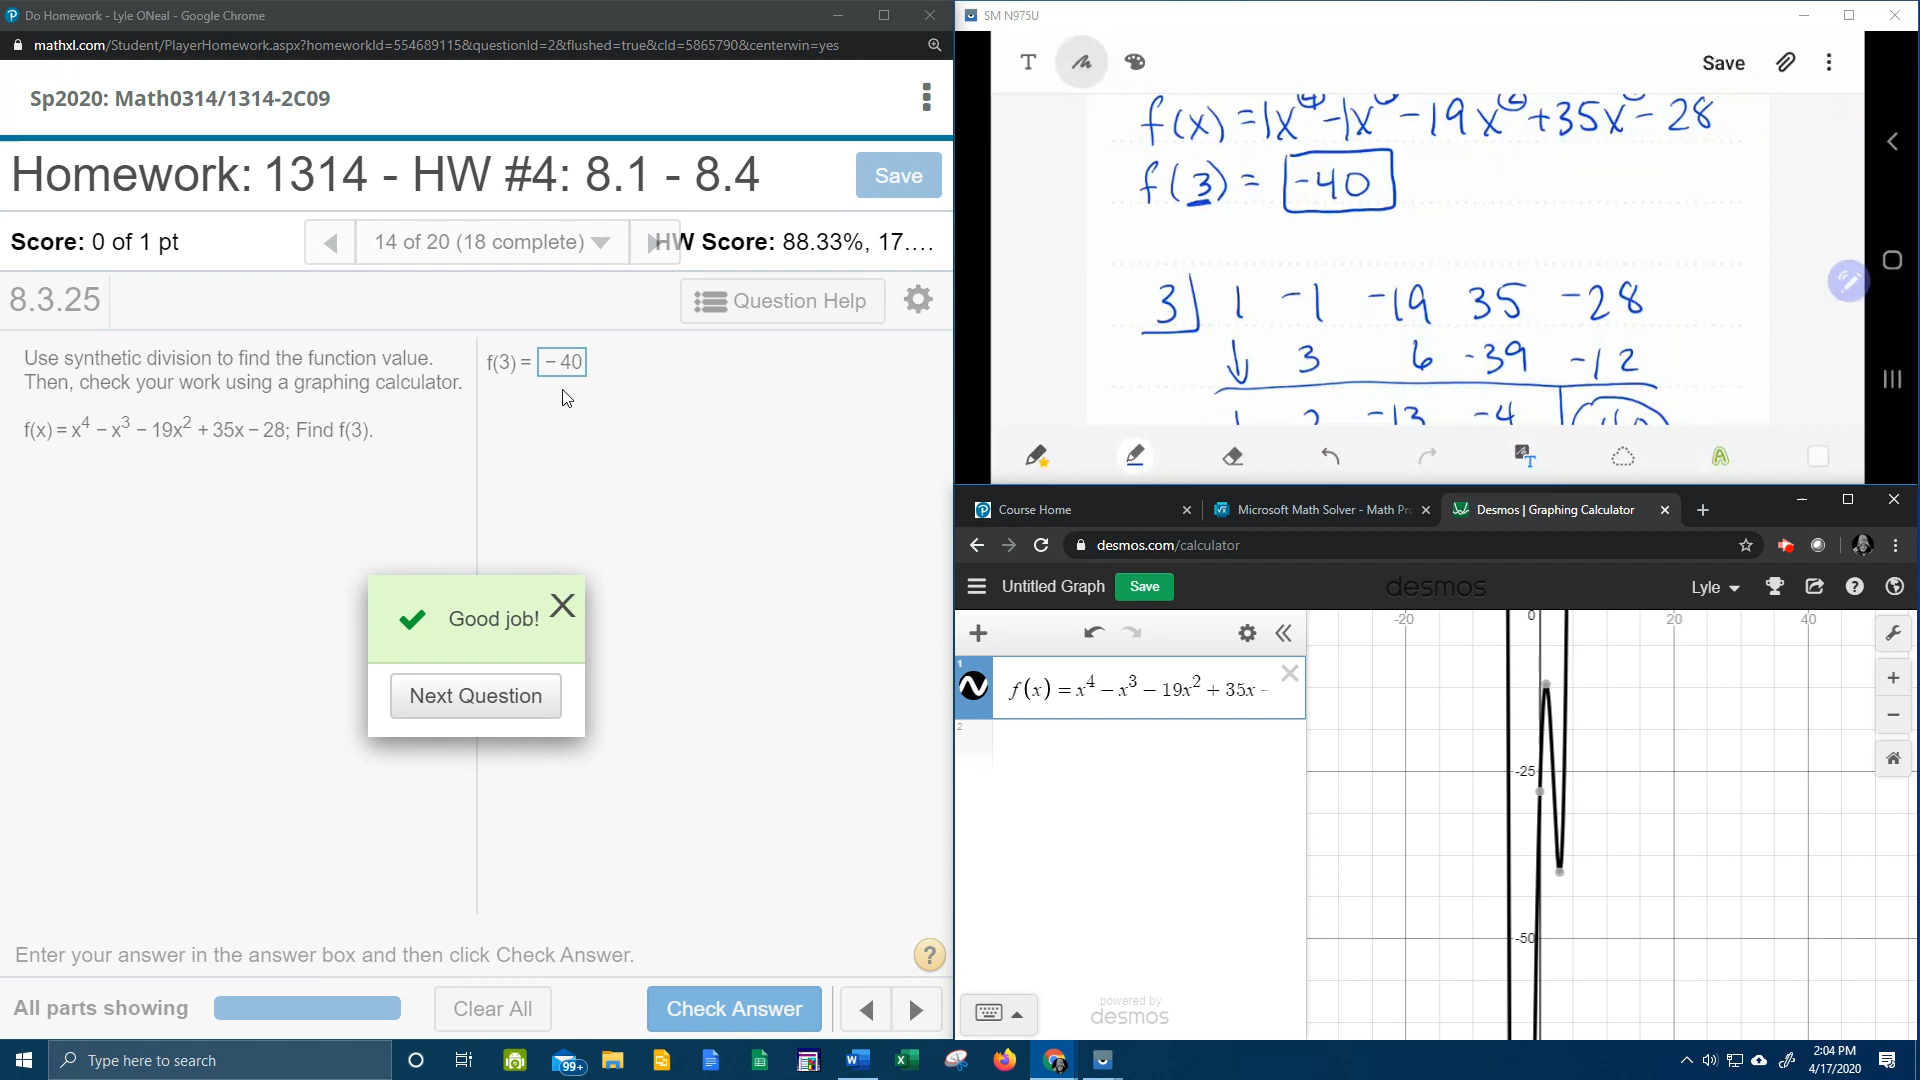 Do Homework - Lyle ONeal - Google Chrome
mathxl.com/Student/PlayerHomework.aspx?homeworkId=554689115&questionId=2&flushed=true&cId=5865790&centerwin=yes
Sp2020: Math0314/1314-2C09
Homework: 1314 - HW #4: 8.1 - 8.4
Save
Score: 0 of 1 pt
14 of 20 (18 complete)
HW Score: 88.33%, 17....
8.3.25
Question Help
Use synthetic division to find the function value.
Then, check your work using a graphing calculator.
f(x) = x⁴ − x³ − 19x² + 35x − 28; Find f(3).
f(3) = − 40
Good job!
Next Question
Enter your answer in the answer box and then click Check Answer.
?
All parts showing
Clear All
Check Answer
SM N975U
T
Save
f(x) = 1x⁴ - 1x - 19x² + 35x - 28
f(3) = -40
3 1 -1 -19 35 -28
3 6 -39 -12
1 2 -13 -4
Course Home
Microsoft Math Solver - Math Pr
Desmos | Graphing Calculator
desmos.com/calculator
Untitled Graph
Save
desmos
Lyle
1
f(x) = x⁴ − x³ − 19x² + 35x −
2
-20
0
20
40
-25
-50
powered by
desmos
Type here to search
99+
2:04 PM
4/17/2020